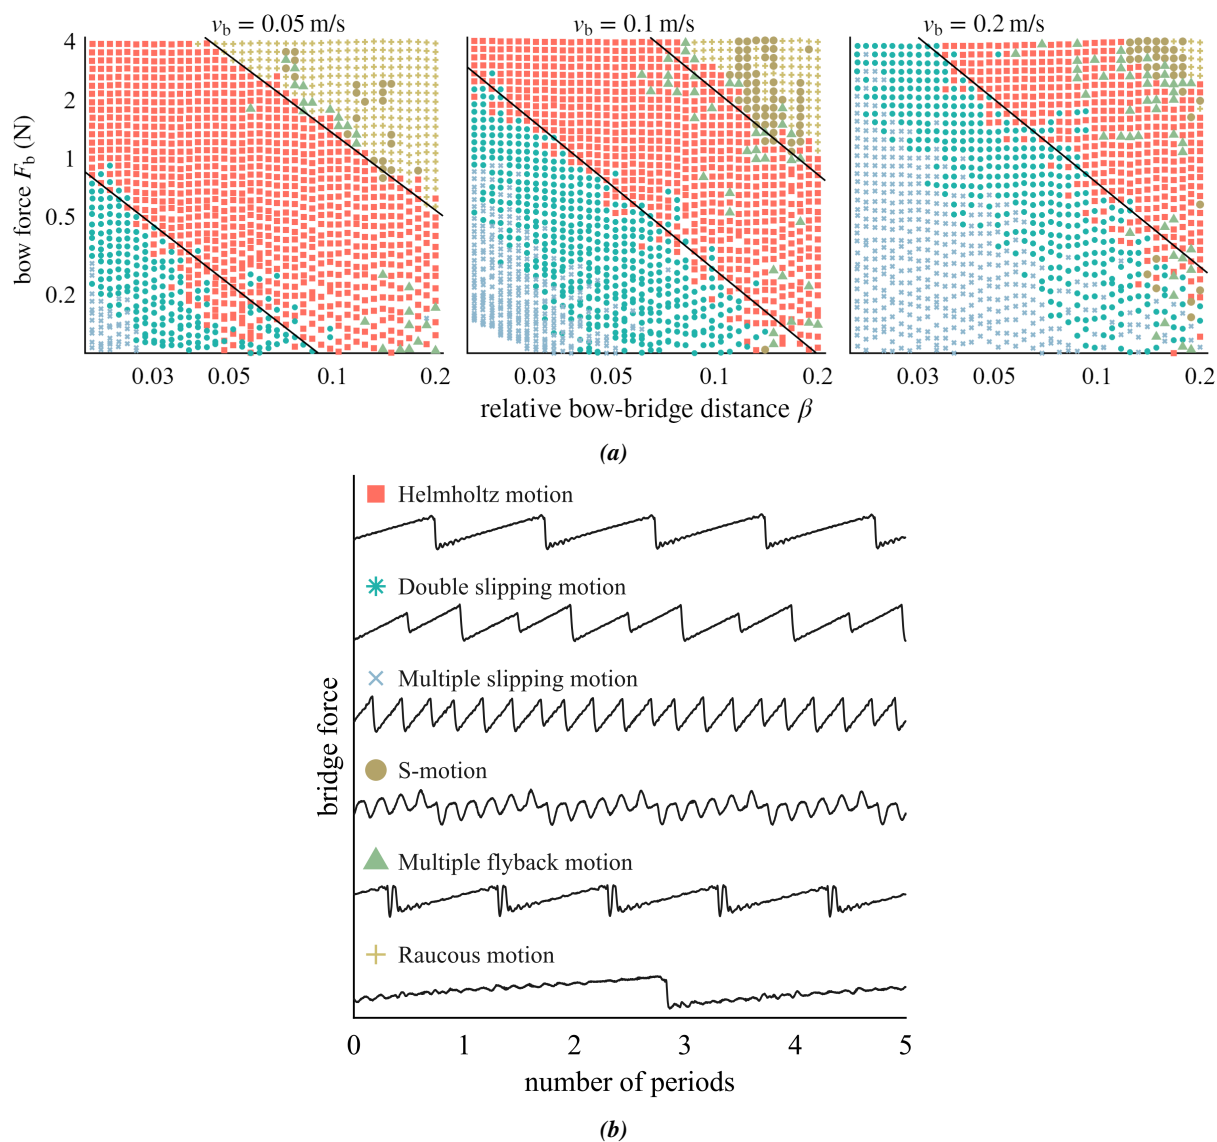 v_b = 0.05 m/s
v_b = 0.1 m/s
v_b = 0.2 m/s
bow force F_b (N)
4
2
1
0.5
0.2
0.03 0.05 0.1 0.2
0.03 0.05 0.1 0.2
0.03 0.05 0.1 0.2
relative bow-bridge distance β
(a)
bridge force
Helmholtz motion
Double slipping motion
Multiple slipping motion
S-motion
Multiple flyback motion
Raucous motion
0 1 2 3 4 5
number of periods
(b)